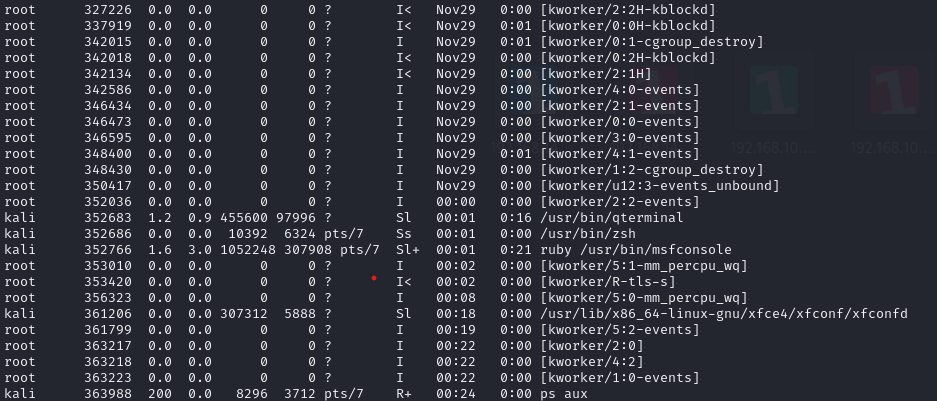 root 327226 0.0 0.0 0 0 ? I< Nov29 0:00 [kworker/2:2H-kblockd]
root 337919 0.0 0.0 0 0 ? I< Nov29 0:01 [kworker/0:0H-kblockd]
root 342015 0.0 0.0 0 0 ? I Nov29 0:01 [kworker/0:1-cgroup_destroy]
root 342018 0.0 0.0 0 0 ? I< Nov29 0:00 [kworker/0:2H-kblockd]
root 342134 0.0 0.0 0 0 ? I< Nov29 0:00 [kworker/2:1H]
root 342586 0.0 0.0 0 0 ? I Nov29 0:00 [kworker/4:0-events]
root 346434 0.0 0.0 0 0 ? I Nov29 0:00 [kworker/2:1-events]
root 346473 0.0 0.0 0 0 ? I Nov29 0:00 [kworker/0:0-events]
root 346595 0.0 0.0 0 0 ? I Nov29 0:00 [kworker/3:0-events]
root 348400 0.0 0.0 0 0 ? I Nov29 0:01 [kworker/4:1-events]
root 348430 0.0 0.0 0 0 ? I Nov29 0:00 [kworker/1:2-cgroup_destroy]
root 350417 0.0 0.0 0 0 ? I Nov29 0:00 [kworker/u12:3-events_unbound]
root 352036 0.0 0.0 0 0 ? I 00:00 0:00 [kworker/2:2-events]
kali 352683 1.2 0.9 455600 97996 ? Sl 00:01 0:16 /usr/bin/qterminal
kali 352686 0.0 0.0 10392 6324 pts/7 Ss 00:01 0:00 /usr/bin/zsh
kali 352766 1.6 3.0 1052248 307908 pts/7 Sl+ 00:01 0:21 ruby /usr/bin/msfconsole
root 353010 0.0 0.0 0 0 ? I 00:02 0:00 [kworker/5:1-mm_percpu_wq]
root 353420 0.0 0.0 0 0 ? I< 00:02 0:00 [kworker/R-tls-s]
root 356323 0.0 0.0 0 0 ? I 00:08 0:00 [kworker/5:0-mm_percpu_wq]
kali 361206 0.0 0.0 307312 5888 ? Sl 00:18 0:00 /usr/lib/x86_64-linux-gnu/xfce4/xfconf/xfconfd
root 361799 0.0 0.0 0 0 ? I 00:19 0:00 [kworker/5:2-events]
root 363217 0.0 0.0 0 0 ? I 00:22 0:00 [kworker/2:0]
root 363218 0.0 0.0 0 0 ? I 00:22 0:00 [kworker/4:2]
root 363223 0.0 0.0 0 0 ? I 00:22 0:00 [kworker/1:0-events]
kali 363988 200 0.0 8296 3712 pts/7 R+ 00:24 0:00 ps aux